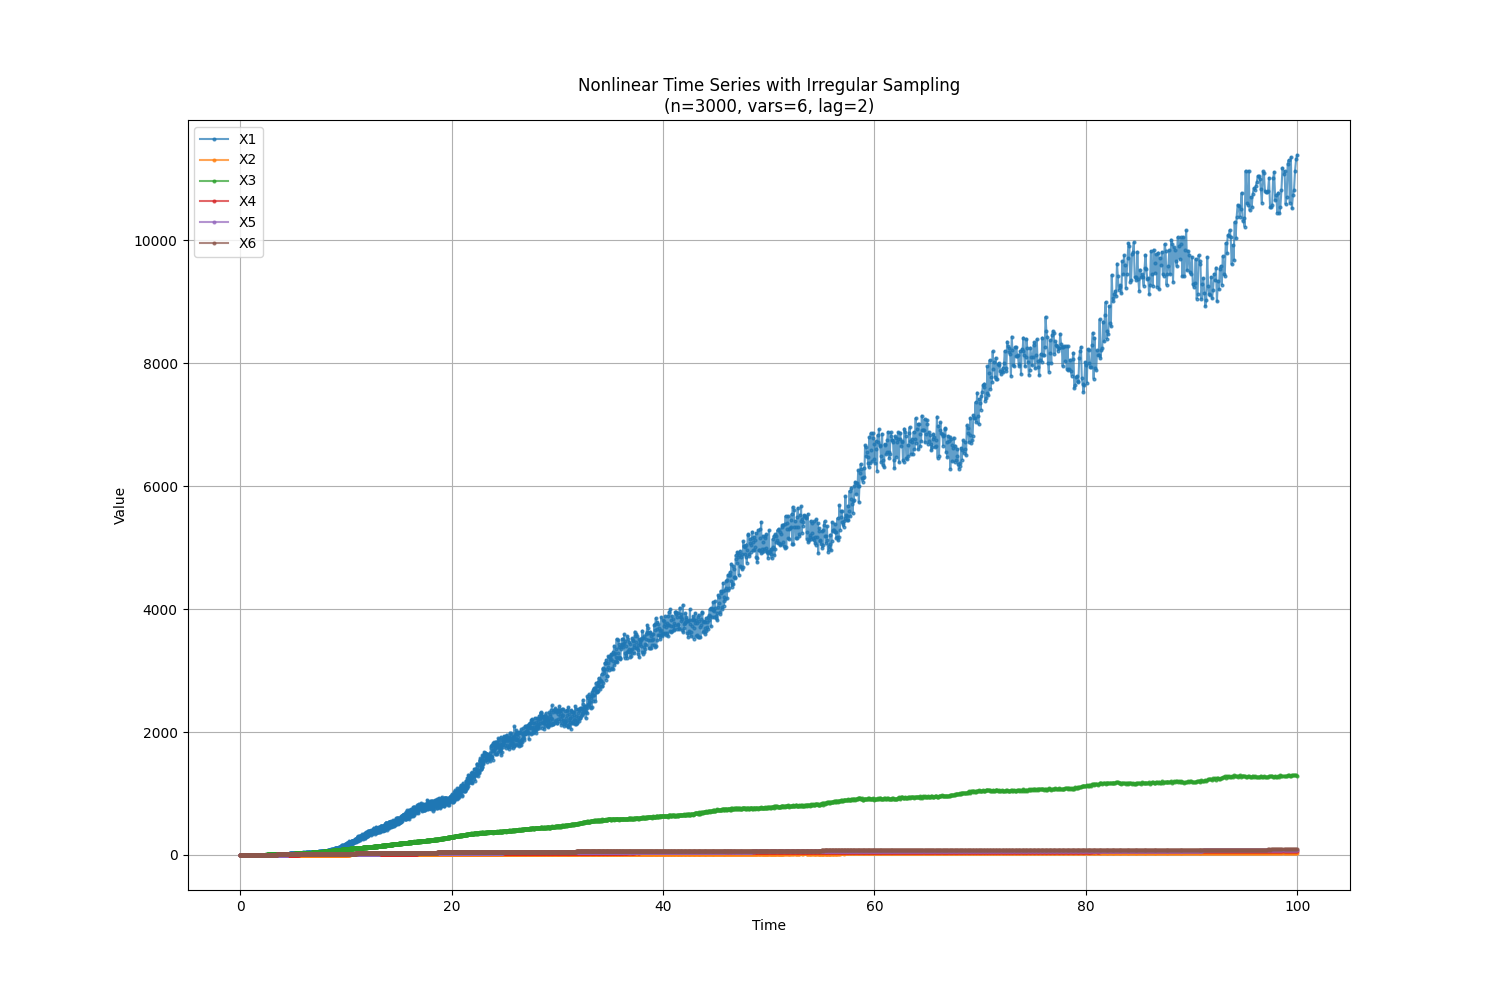 Nonlinear Time Series with Irregular Sampling
(n=3000, vars=6, lag=2)
X1
X2
X3
X4
X5
X6
10000
8000
6000
4000
2000
0
Value
0
20
40
60
80
100
Time